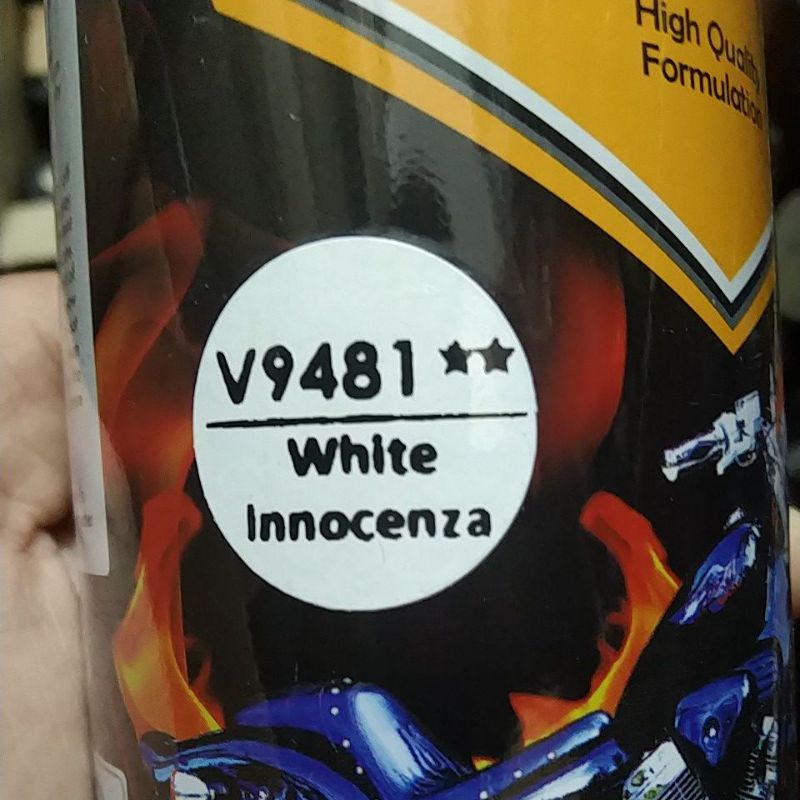 High Quality
Formulation
V9481 ★★
White
Innocenza